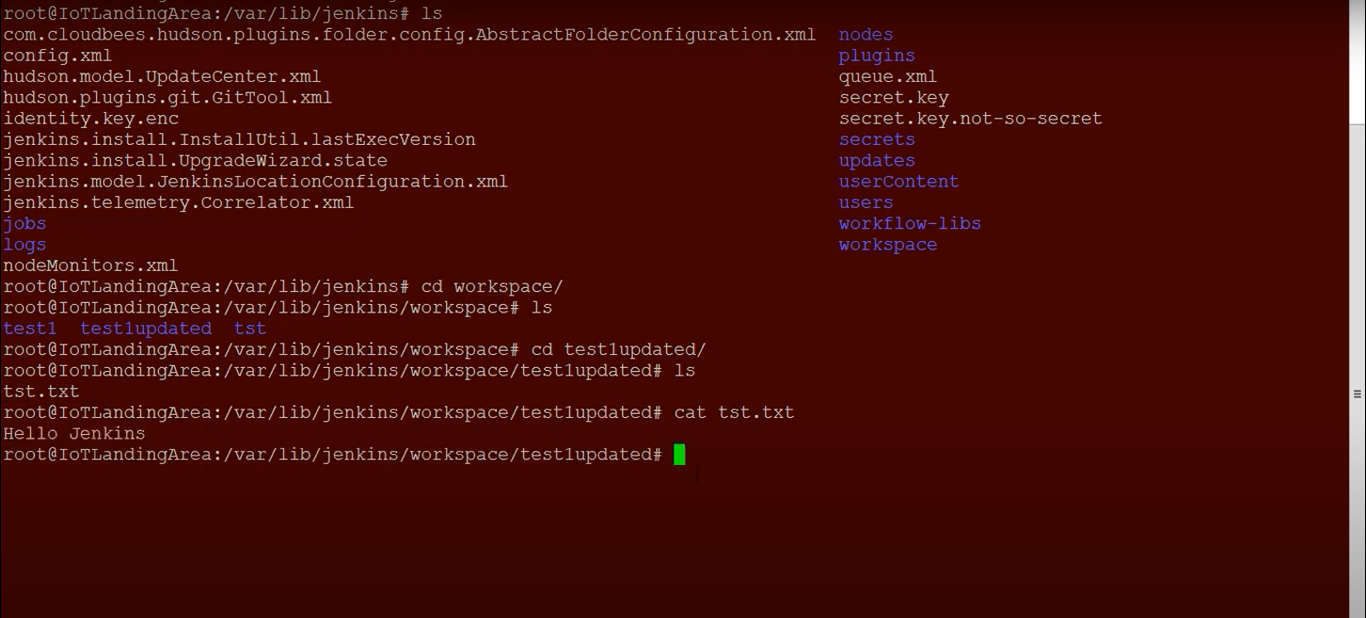 root@IoTLandingArea:/var/lib/jenkins# ls
com.cloudbees.hudson.plugins.folder.config.AbstractFolderConfiguration.xml  nodes
config.xml  plugins
hudson.model.UpdateCenter.xml  queue.xml
hudson.plugins.git.GitTool.xml  secret.key
identity.key.enc  secret.key.not-so-secret
jenkins.install.InstallUtil.lastExecVersion  secrets
jenkins.install.UpgradeWizard.state  updates
jenkins.model.JenkinsLocationConfiguration.xml  userContent
jenkins.telemetry.Correlator.xml  users
jobs  workflow-libs
logs  workspace
nodeMonitors.xml
root@IoTLandingArea:/var/lib/jenkins# cd workspace/
root@IoTLandingArea:/var/lib/jenkins/workspace# ls
test1  test1updated  tst
root@IoTLandingArea:/var/lib/jenkins/workspace# cd test1updated/
root@IoTLandingArea:/var/lib/jenkins/workspace/test1updated# ls
tst.txt
root@IoTLandingArea:/var/lib/jenkins/workspace/test1updated# cat tst.txt
Hello Jenkins
root@IoTLandingArea:/var/lib/jenkins/workspace/test1updated#